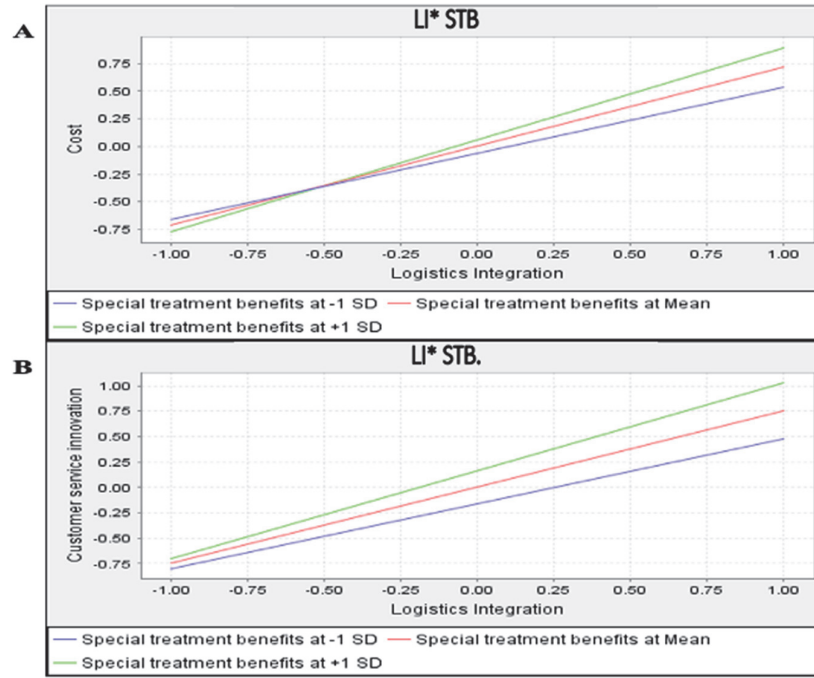 A
LI* STB
Cost
0.75
0.50
0.25
0.00
-0.25
-0.50
-0.75
-1.00 -0.75 -0.50 -0.25 0.00 0.25 0.50 0.75 1.00
Logistics Integration
Special treatment benefits at -1 SD Special treatment benefits at Mean
Special treatment benefits at +1 SD
B
LI* STB.
Customer service innovation
1.00
0.75
0.50
0.25
0.00
-0.25
-0.50
-0.75
-1.00 -0.75 -0.50 -0.25 0.00 0.25 0.50 0.75 1.00
Logistics Integration
Special treatment benefits at -1 SD Special treatment benefits at Mean
Special treatment benefits at +1 SD